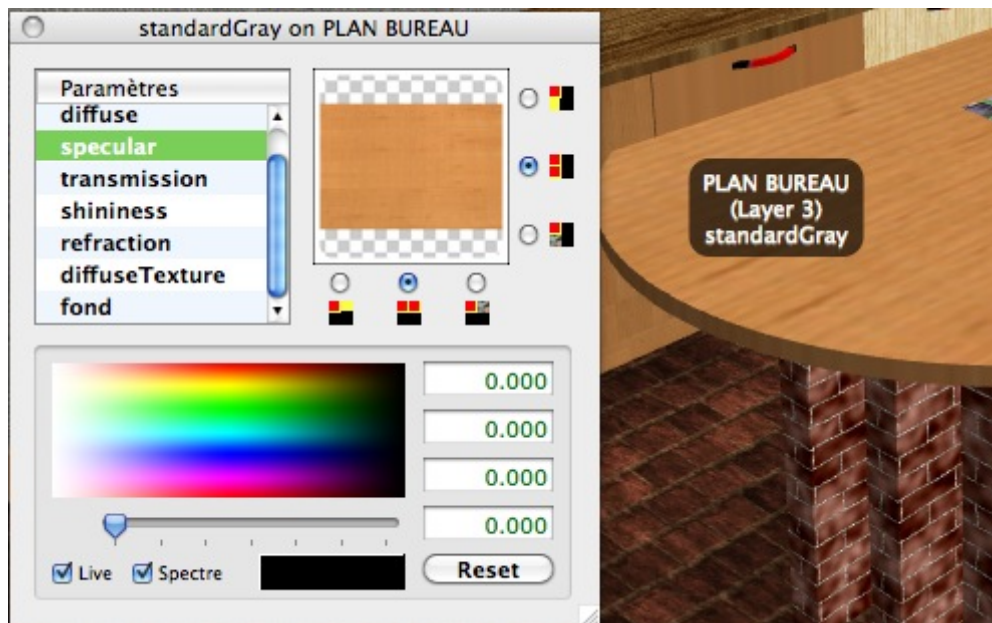 standardGray on PLAN BUREAU
Paramètres
diffuse
specular
transmission
shininess
refraction
diffuseTexture
fond
0.000
0.000
0.000
0.000
Live
Spectre
Reset
PLAN BUREAU
(Layer 3)
standardGray